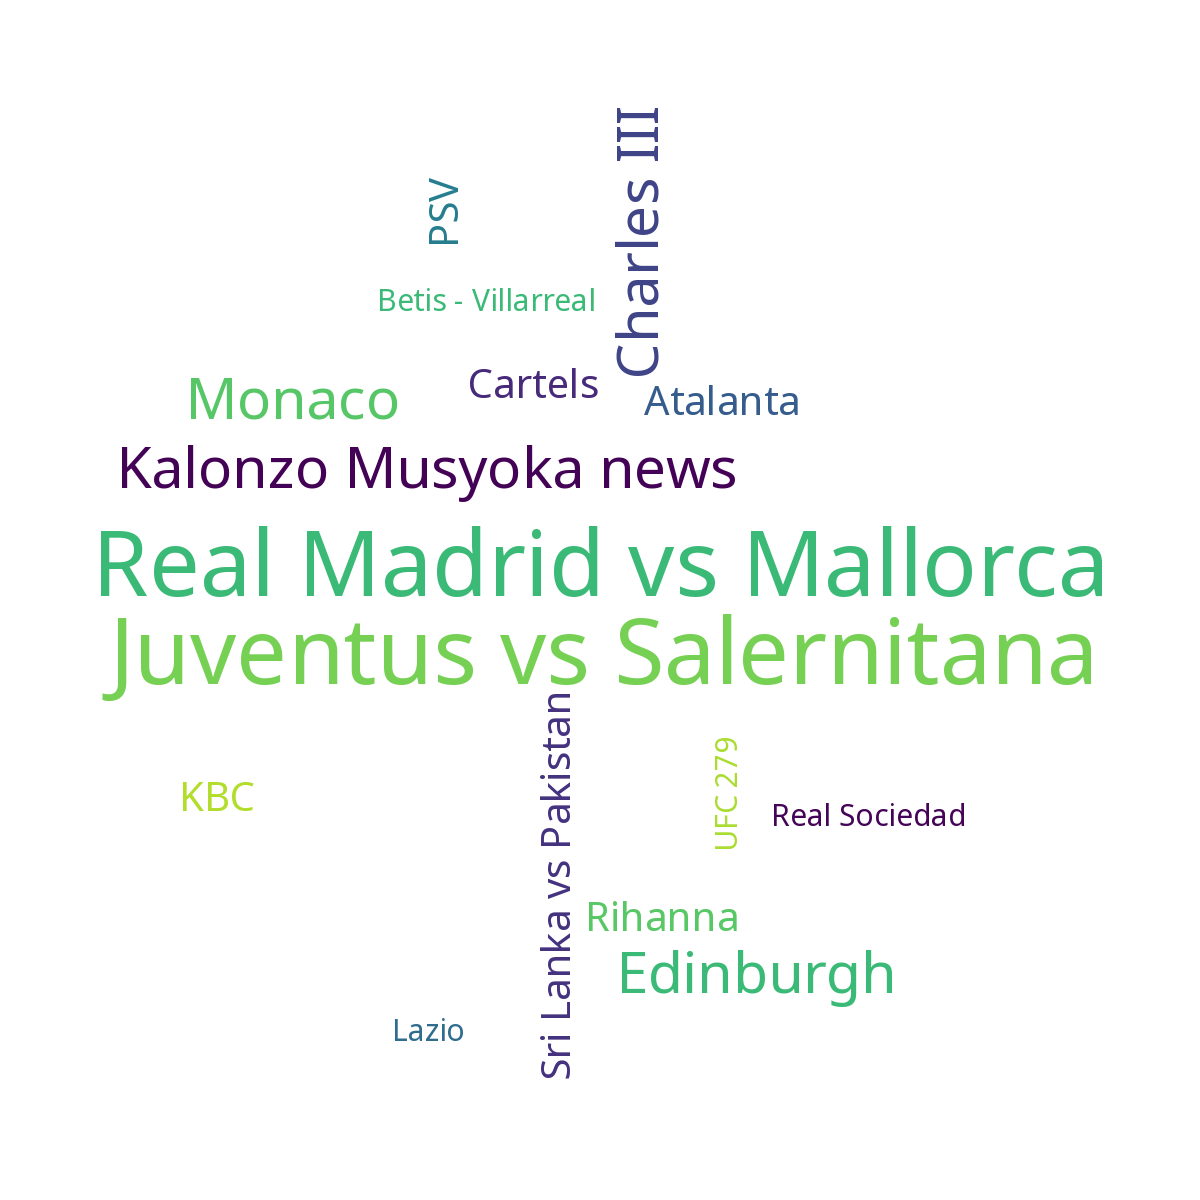 Charles III
PSV
Betis - Villarreal
Cartels
Monaco
Atalanta
Kalonzo Musyoka news
Real Madrid vs Mallorca
Juventus vs Salernitana
Sri Lanka vs Pakistan
UFC 279
KBC
Real Sociedad
Rihanna
Edinburgh
Lazio